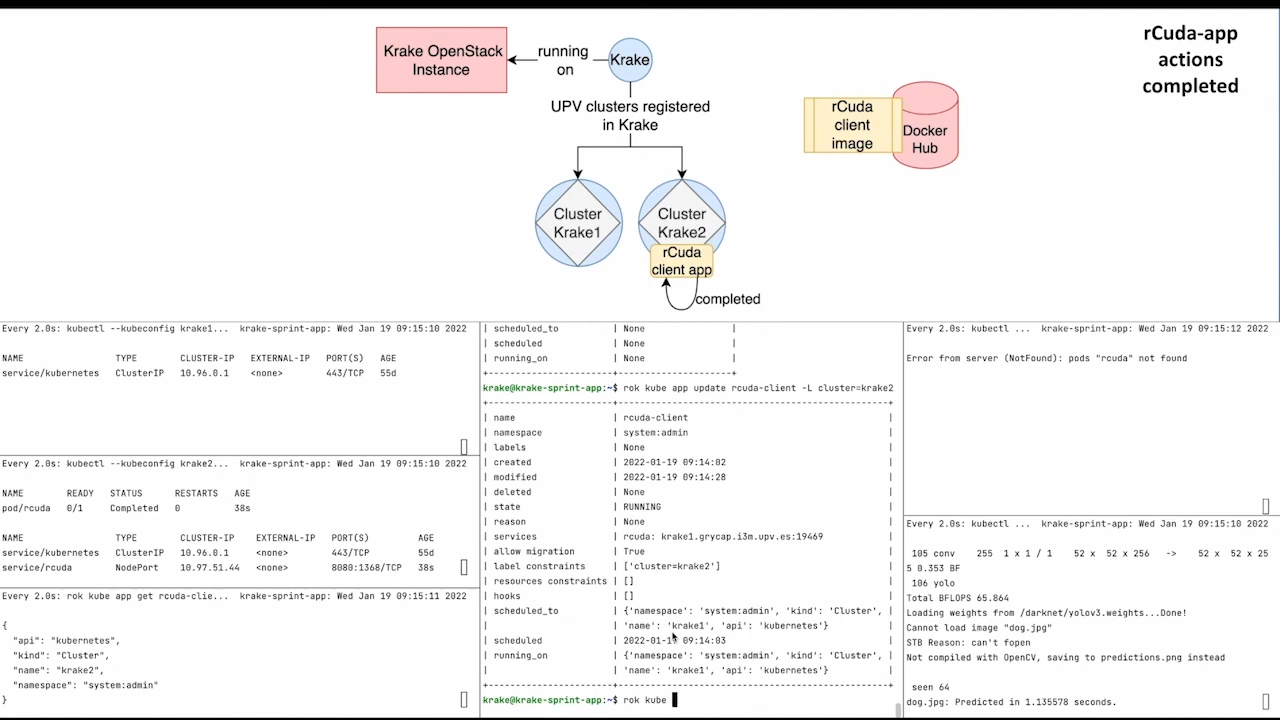 Krake OpenStack
Instance
running
on
Krake
rCuda-app
actions
completed
UPV clusters registered
in Krake
rCuda
client
image
Docker
Hub
Cluster
Krake1
Cluster
Krake2
rCuda
client app
completed
Every 2.0s: kubectl --kubeconfig krake1... krake-sprint-app: Wed Jan 19 09:15:10 2022
NAME TYPE CLUSTER-IP EXTERNAL-IP PORT(S) AGE
service/kubernetes ClusterIP 10.96.0.1 <none> 443/TCP 55d
Every 2.0s: kubectl --kubeconfig krake2... krake-sprint-app: Wed Jan 19 09:15:10 2022
NAME READY STATUS RESTARTS AGE
pod/rcuda 0/1 Completed 0 38s
NAME TYPE CLUSTER-IP EXTERNAL-IP PORT(S) AGE
service/kubernetes ClusterIP 10.96.0.1 <none> 443/TCP 55d
service/rcuda NodePort 10.97.51.44 <none> 8080:1368/TCP 38s
Every 2.0s: rok kube app get rcuda-clie... krake-sprint-app: Wed Jan 19 09:15:11 2022
{
"api": "kubernetes",
"kind": "Cluster",
"name": "krake2",
"namespace": "system:admin"
}
| scheduled_to | None |
| scheduled | None |
| running_on | None |
+---------------+---------------+
krake@krake-sprint-app:~$ rok kube app update rcuda-client -L cluster=krake2
+---------------+---------------+
| name | rcuda-client |
| namespace | system:admin |
| labels | None |
| created | 2022-01-19 09:14:02 |
| modified | 2022-01-19 09:14:28 |
| deleted | None |
| state | RUNNING |
| reason | None |
| services | rcuda: krake1.grycap.i3m.upv.es:19469 |
| allow migration | True |
| label constraints | ['cluster=krake2'] |
| resources constraints | [] |
| hooks | [] |
| scheduled_to | {'namespace': 'system:admin', 'kind': 'Cluster', |
| | 'name': 'krake1', 'api': 'kubernetes'} |
| scheduled | 2022-01-19 09:14:03 |
| running_on | {'namespace': 'system:admin', 'kind': 'Cluster', |
| | 'name': 'krake1', 'api': 'kubernetes'} |
+---------------+---------------+
krake@krake-sprint-app:~$ rok kube
Every 2.0s: kubectl ... krake-sprint-app: Wed Jan 19 09:15:12 2022
Error from server (NotFound): pods "rcuda" not found
Every 2.0s: kubectl ... krake-sprint-app: Wed Jan 19 09:15:10 2022
105 conv 255 1 x 1 / 1 52 x 52 x 256 -> 52 x 52 x 25
5 0.353 BF
106 yolo
Total BFLOPS 65.864
Loading weights from /darknet/yolov3.weights...Done!
Cannot load image "dog.jpg"
STB Reason: can't fopen
Not compiled with OpenCV, saving to predictions.png instead
seen 64
dog.jpg: Predicted in 1.135578 seconds.